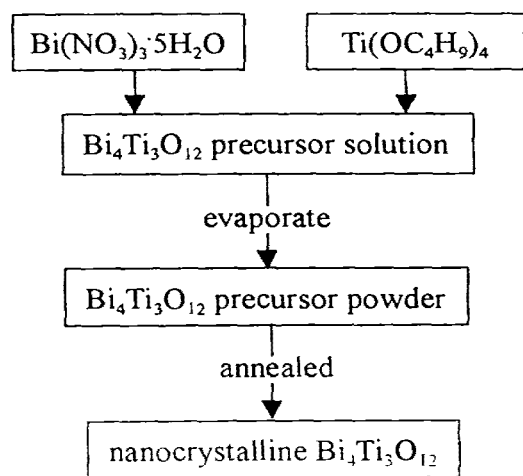 Bi(NO₃)₃·5H₂O
Ti(OC₄H₉)₄
Bi₄Ti₃O₁₂ precursor solution
evaporate
Bi₄Ti₃O₁₂ precursor powder
annealed
nanocrystalline Bi₄Ti₃O₁₂